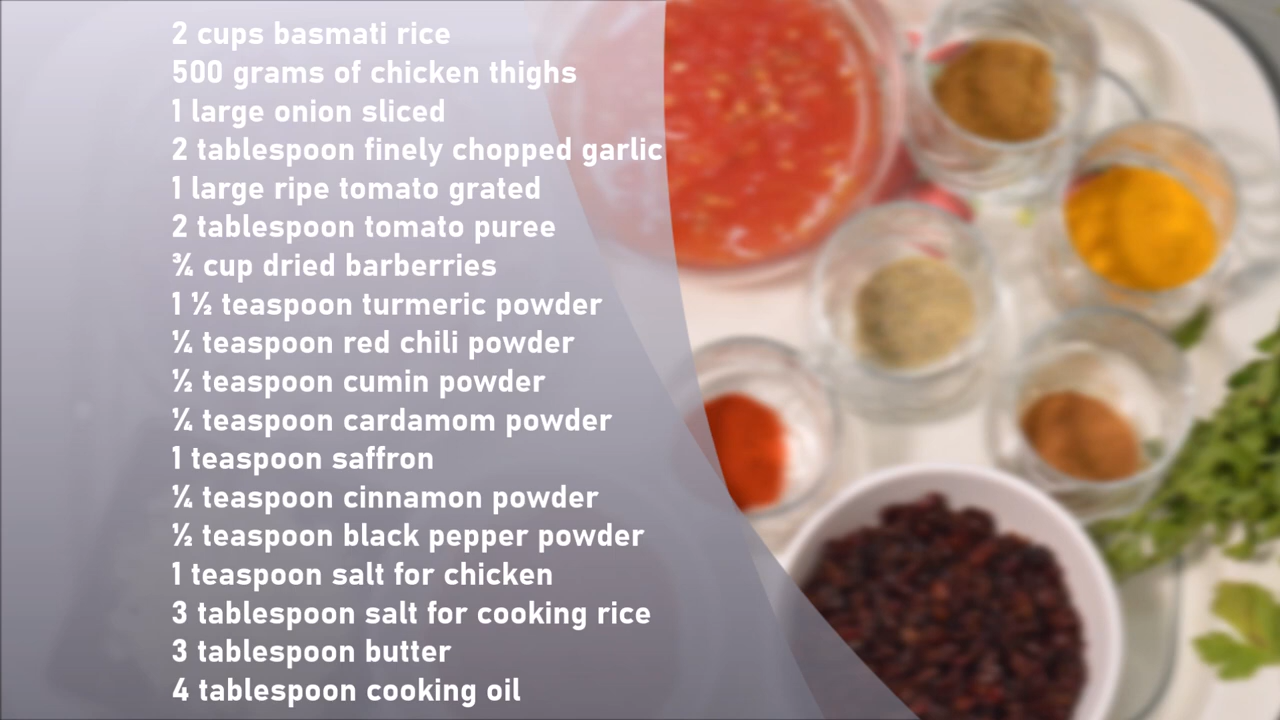 2 cups basmati rice
500 grams of chicken thighs
1 large onion sliced
2 tablespoon finely chopped garlic
1 large ripe tomato grated
2 tablespoon tomato puree
¾ cup dried barberries
1 ½ teaspoon turmeric powder
¼ teaspoon red chili powder
½ teaspoon cumin powder
¼ teaspoon cardamom powder
1 teaspoon saffron
¼ teaspoon cinnamon powder
½ teaspoon black pepper powder
1 teaspoon salt for chicken
3 tablespoon salt for cooking rice
3 tablespoon butter
4 tablespoon cooking oil